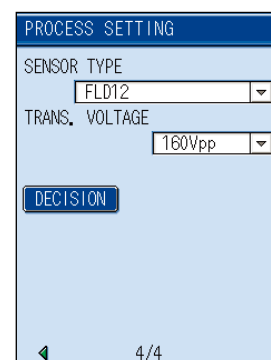 PROCESS SETTING
SENSOR TYPE
FLD12
TRANS. VOLTAGE
160Vpp
DECISION
4/4